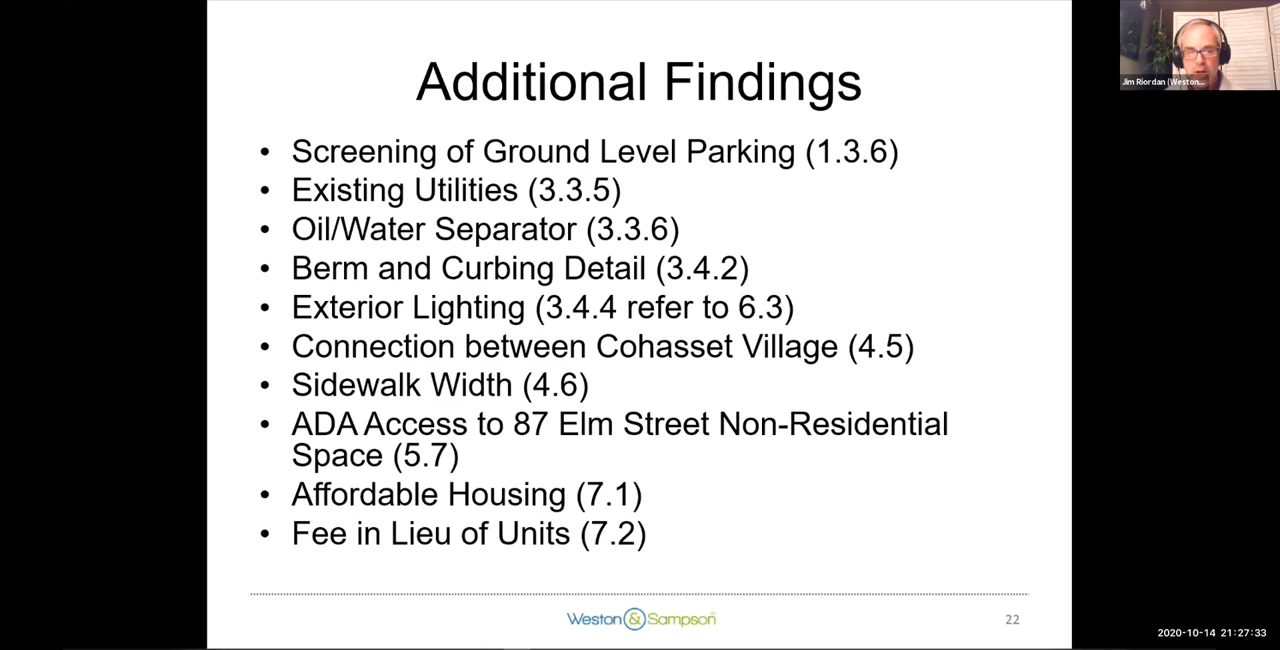 Additional Findings
• Screening of Ground Level Parking (1.3.6)
• Existing Utilities (3.3.5)
• Oil/Water Separator (3.3.6)
• Berm and Curbing Detail (3.4.2)
• Exterior Lighting (3.4.4 refer to 6.3)
• Connection between Cohasset Village (4.5)
• Sidewalk Width (4.6)
• ADA Access to 87 Elm Street Non-Residential
Space (5.7)
• Affordable Housing (7.1)
• Fee in Lieu of Units (7.2)
Weston & Sampson
22
Jim Riordan (Weston...
2020-10-14 21:27:33